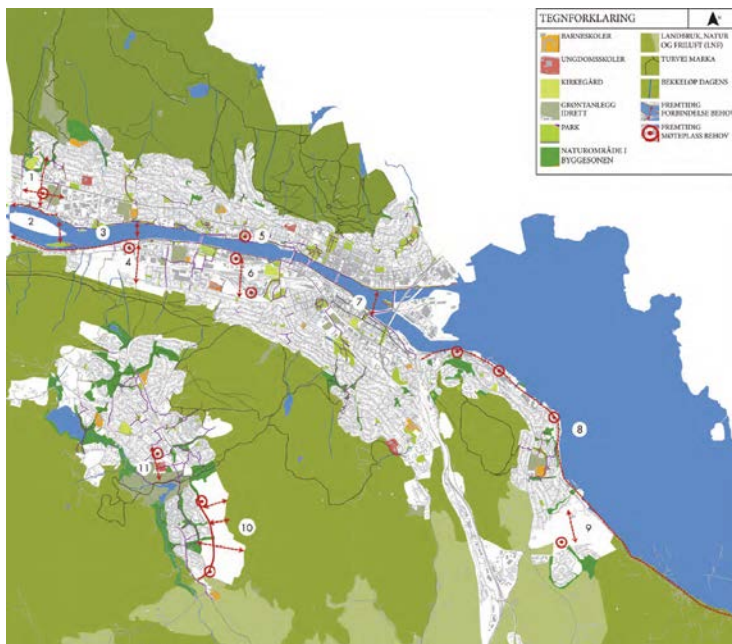 TEGNFORKLARING
N
BARNESKOLER
UNGDOMSSKOLER
KIRKEGÅRD
GRØNTANLEGG
IDRETT
PARK
NATUROMRÅDE I
BYGGESONEN
LANDBRUK, NATUR
OG FRILUFT (LNF)
TURVEI MARKA
BEKKELØP DAGENS
FREMTIDIG
FORBINDELSE BEHOV
FREMTIDIG
MØTEPLASS BEHOV
1
2
3
4
5
6
7
8
9
10
11